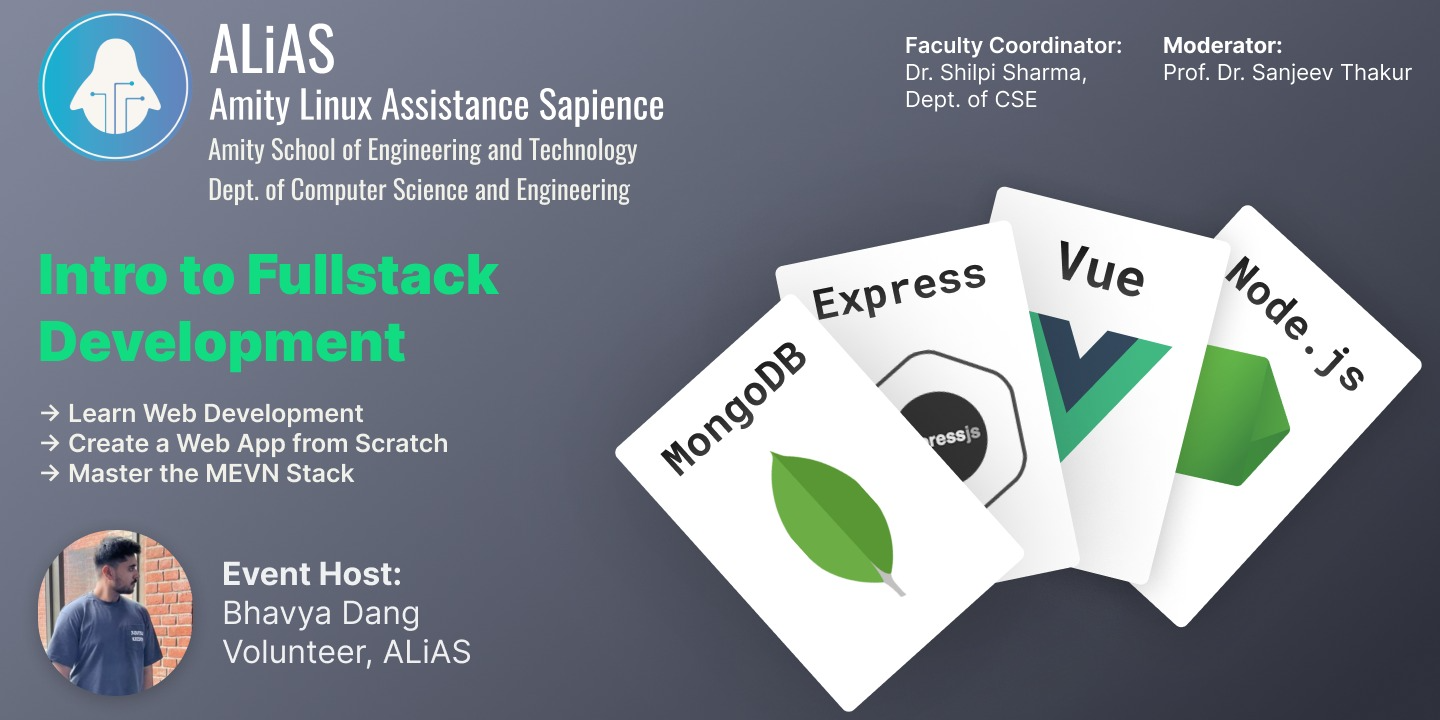 ALiAS
Amity Linux Assistance Sapience
Amity School of Engineering and Technology
Dept. of Computer Science and Engineering
Faculty Coordinator:
Dr. Shilpi Sharma,
Dept. of CSE
Moderator:
Prof. Dr. Sanjeev Thakur
Intro to Fullstack
Development
→ Learn Web Development
→ Create a Web App from Scratch
→ Master the MEVN Stack
Event Host:
Bhavya Dang
Volunteer, ALiAS
MongoDB
Express
pressjs
Vue
Node.js